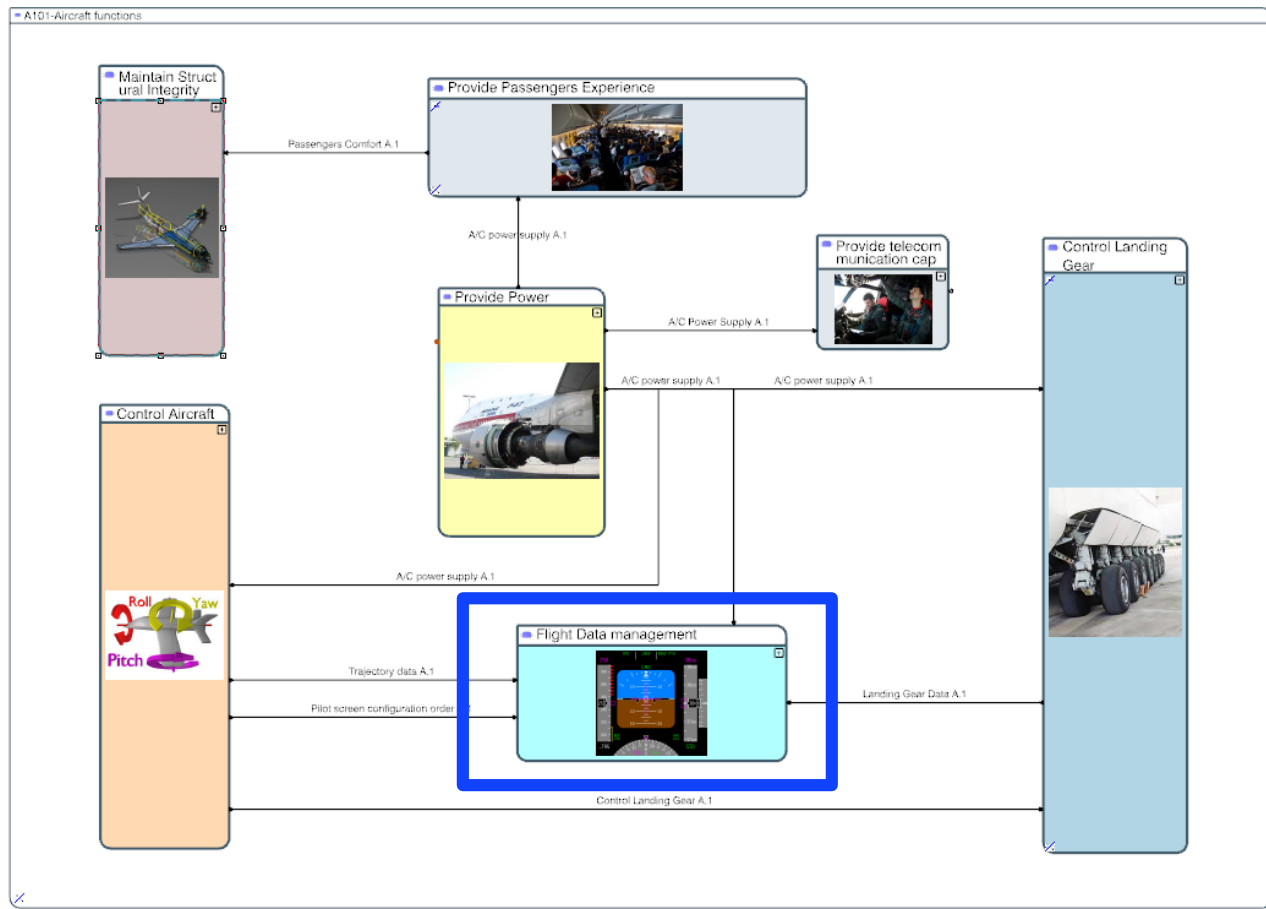 A101-Aircraft functions
Maintain Struct
ural Integrity
Provide Passengers Experience
Passengers Comfort A.1
A/C power supply A.1
Provide telecom
munication cap
Control Landing
Gear
Provide Power
A/C Power Supply A.1
A/C power supply A.1
A/C power supply A.1
Control Aircraft
A/C power supply A.1
Roll
Yaw
Pitch
Flight Data management
Trajectory data A.1
Landing Gear Data A.1
Pilot screen configuration order
Control Landing Gear A.1